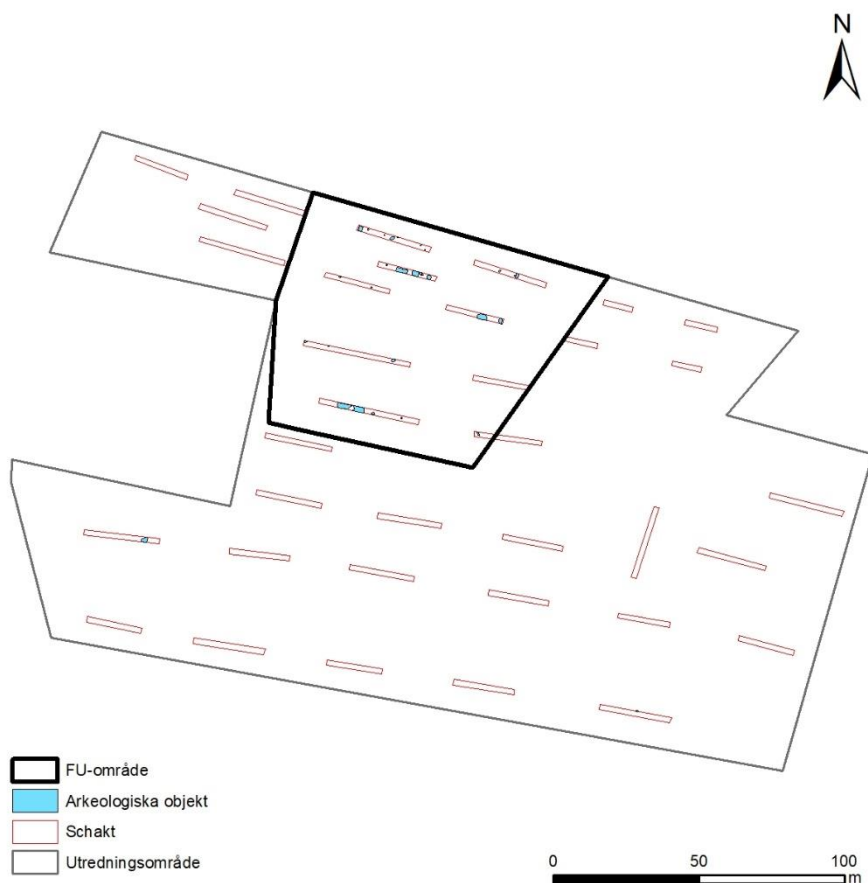 N
FU-område
Arkeologiska objekt
Schakt
Utredningsområde
0 50 100
m